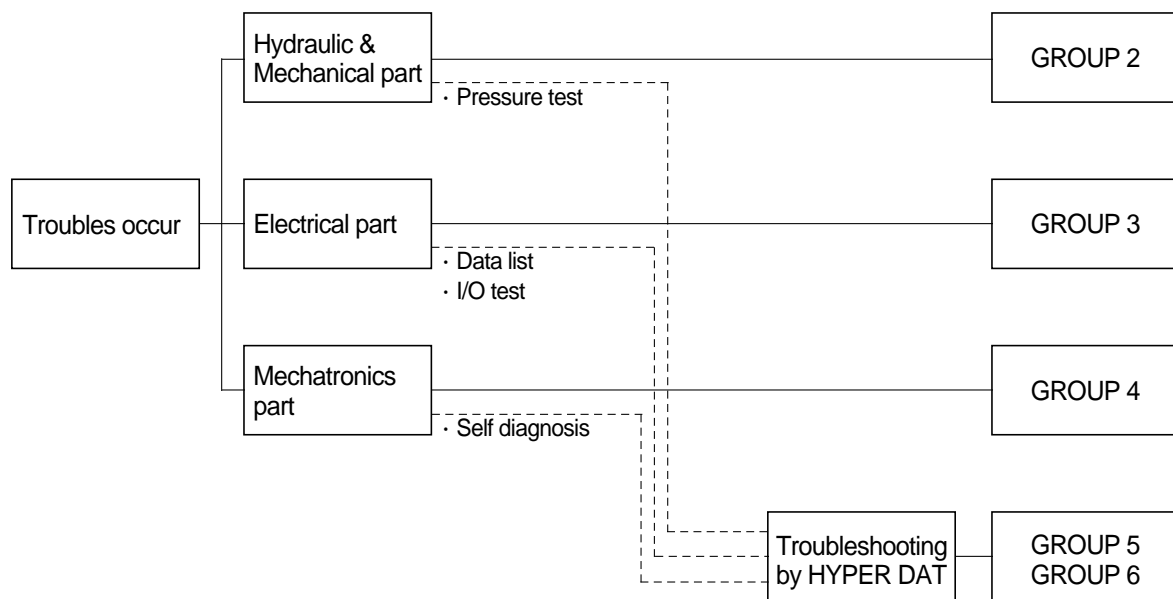 Hydraulic &
Mechanical part
GROUP 2
· Pressure test
Troubles occur
Electrical part
GROUP 3
· Data list
· I/O test
Mechatronics
part
GROUP 4
· Self diagnosis
Troubleshooting
by HYPER DAT
GROUP 5
GROUP 6